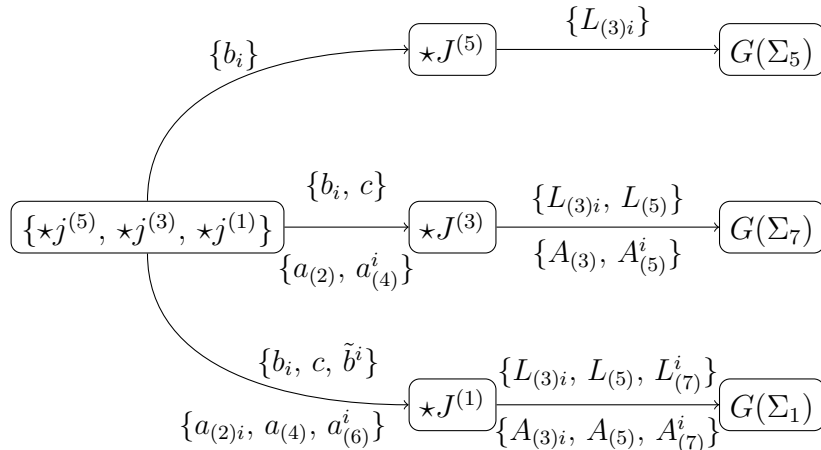 {b_i} ⋆J^{(5)} {L_{(3)i}} G(Σ_5)
{⋆j^{(5)}, ⋆j^{(3)}, ⋆j^{(1)}} {b_i, c} ⋆J^{(3)} {L_{(3)i}, L_{(5)}} G(Σ_7)
{a_{(2)}, a^i_{(4)}} {A_{(3)}, A^i_{(5)}}
{b_i, c, \tilde{b}^i} ⋆J^{(1)} {L_{(3)i}, L_{(5)}, L^i_{(7)}} G(Σ_1)
{a_{(2)i}, a_{(4)}, a^i_{(6)}} {A_{(3)i}, A_{(5)}, A^i_{(7)}}